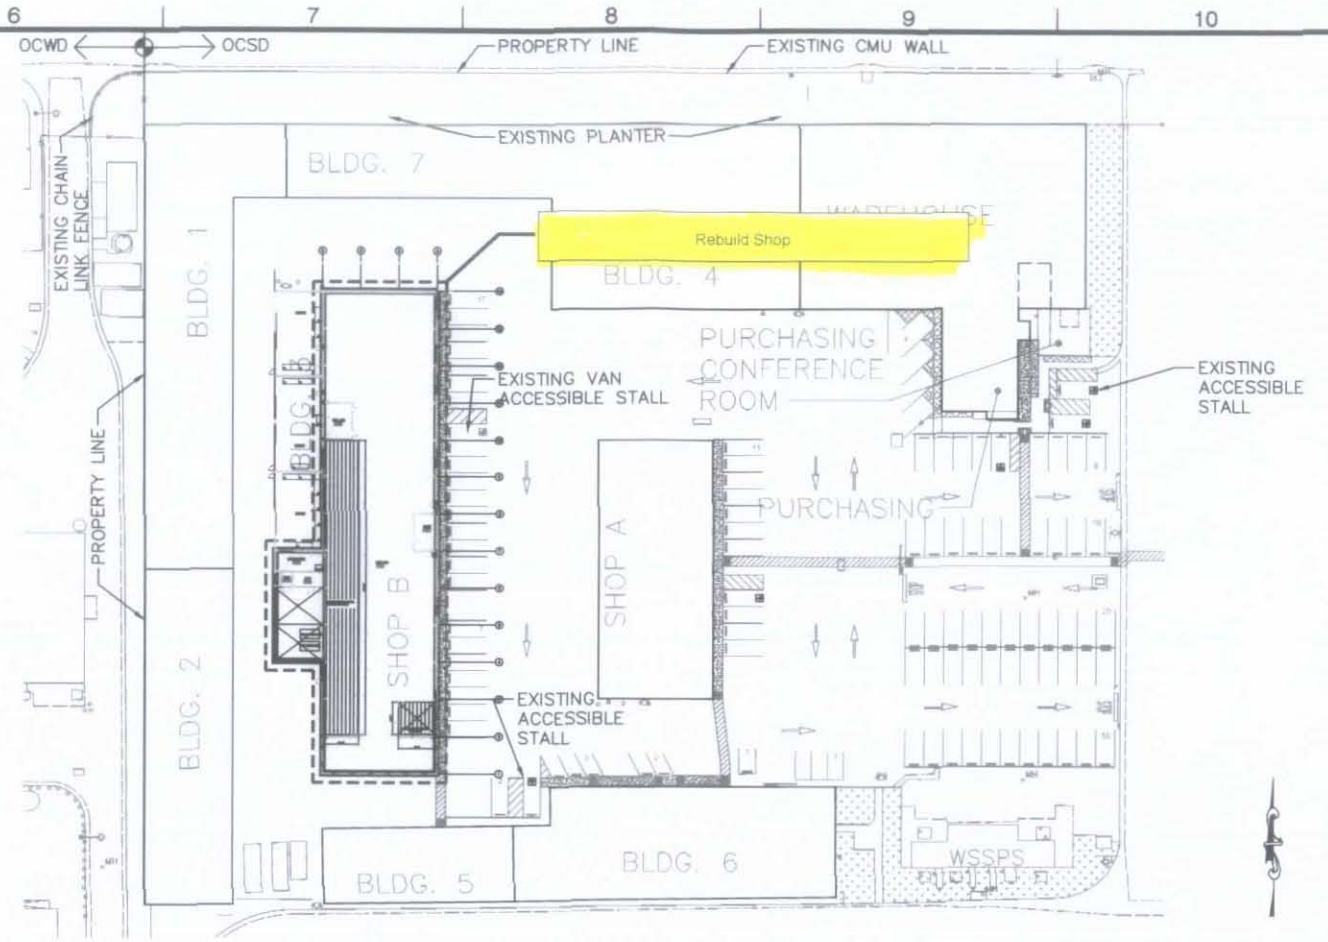 6
7
8
9
10
OCWD
OCSD
PROPERTY LINE
EXISTING CMU WALL
EXISTING PLANTER
BLDG. 7
EXISTING CHAIN
LINK FENCE
BLDG. 1
WAREHOUSE
Rebuild Shop
BLDG. 4
PURCHASING
CONFERENCE
ROOM
EXISTING VAN
ACCESSIBLE STALL
EXISTING
ACCESSIBLE
STALL
BLDG.
PROPERTY LINE
PURCHASING
SHOP A
SHOP B
BLDG. 2
EXISTING
ACCESSIBLE
STALL
BLDG. 5
BLDG. 6
WSSPS